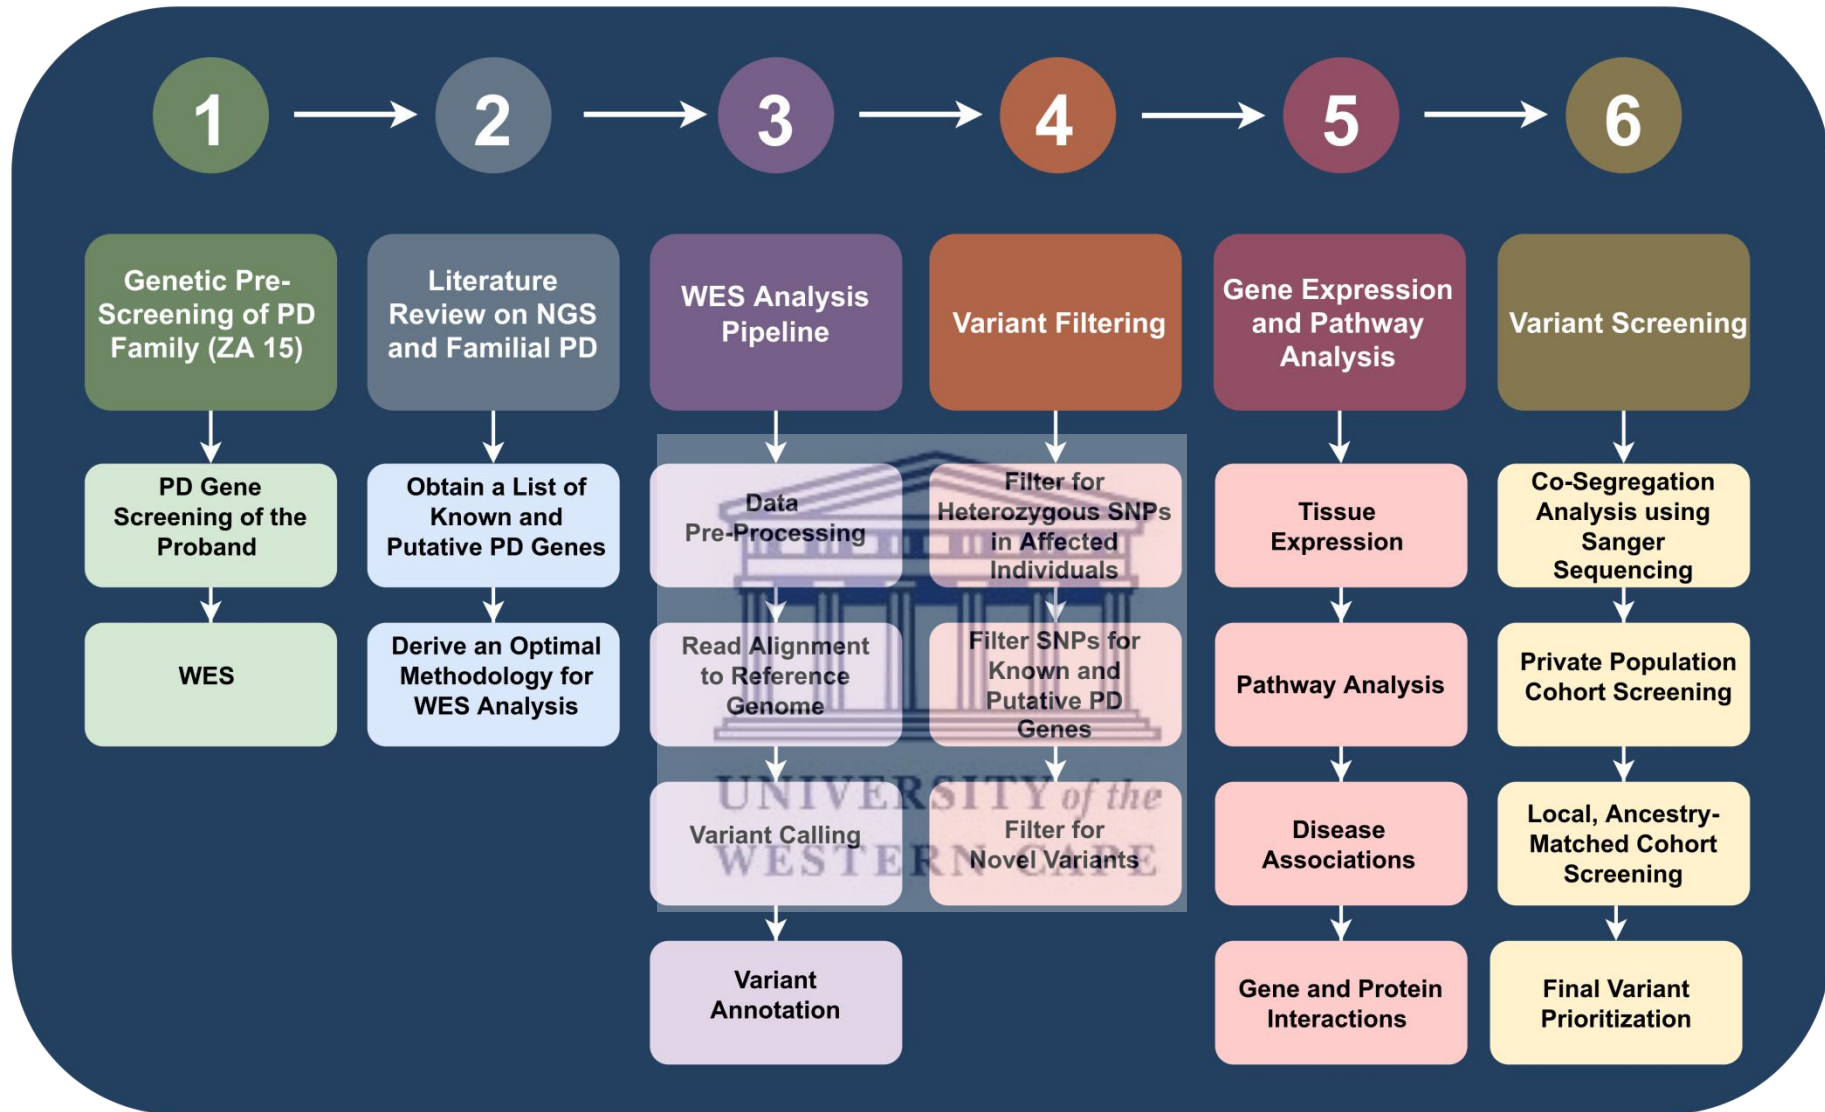 1
2
3
4
5
6
Genetic Pre-
Screening of PD
Family (ZA 15)
PD Gene
Screening of the
Proband
WES
Literature
Review on NGS
and Familial PD
Obtain a List of
Known and
Putative PD Genes
Derive an Optimal
Methodology for
WES Analysis
WES Analysis
Pipeline
Data
Pre-Processing
Read Alignment
to Reference
Genome
Variant Calling
Variant
Annotation
Variant Filtering
Filter for
Heterozygous SNPs
in Affected
Individuals
Filter SNPs for
Known and
Putative PD
Genes
Filter for
Novel Variants
Gene Expression
and Pathway
Analysis
Tissue
Expression
Pathway Analysis
Disease
Associations
Gene and Protein
Interactions
Variant Screening
Co-Segregation
Analysis using
Sanger
Sequencing
Private Population
Cohort Screening
Local, Ancestry-
Matched Cohort
Screening
Final Variant
Prioritization
UNIVERSITY of the
WESTERN CAPE